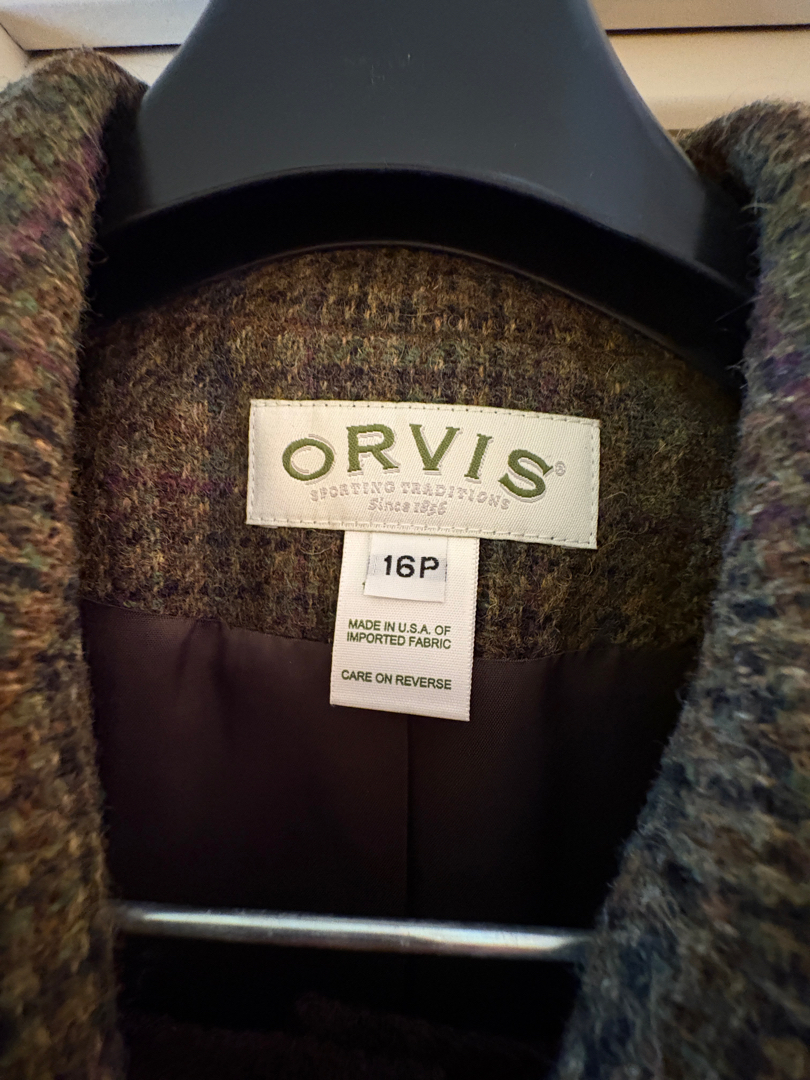 ORVIS®
SPORTING TRADITIONS
Since 1856
16P
MADE IN U.S.A. OF
IMPORTED FABRIC
CARE ON REVERSE